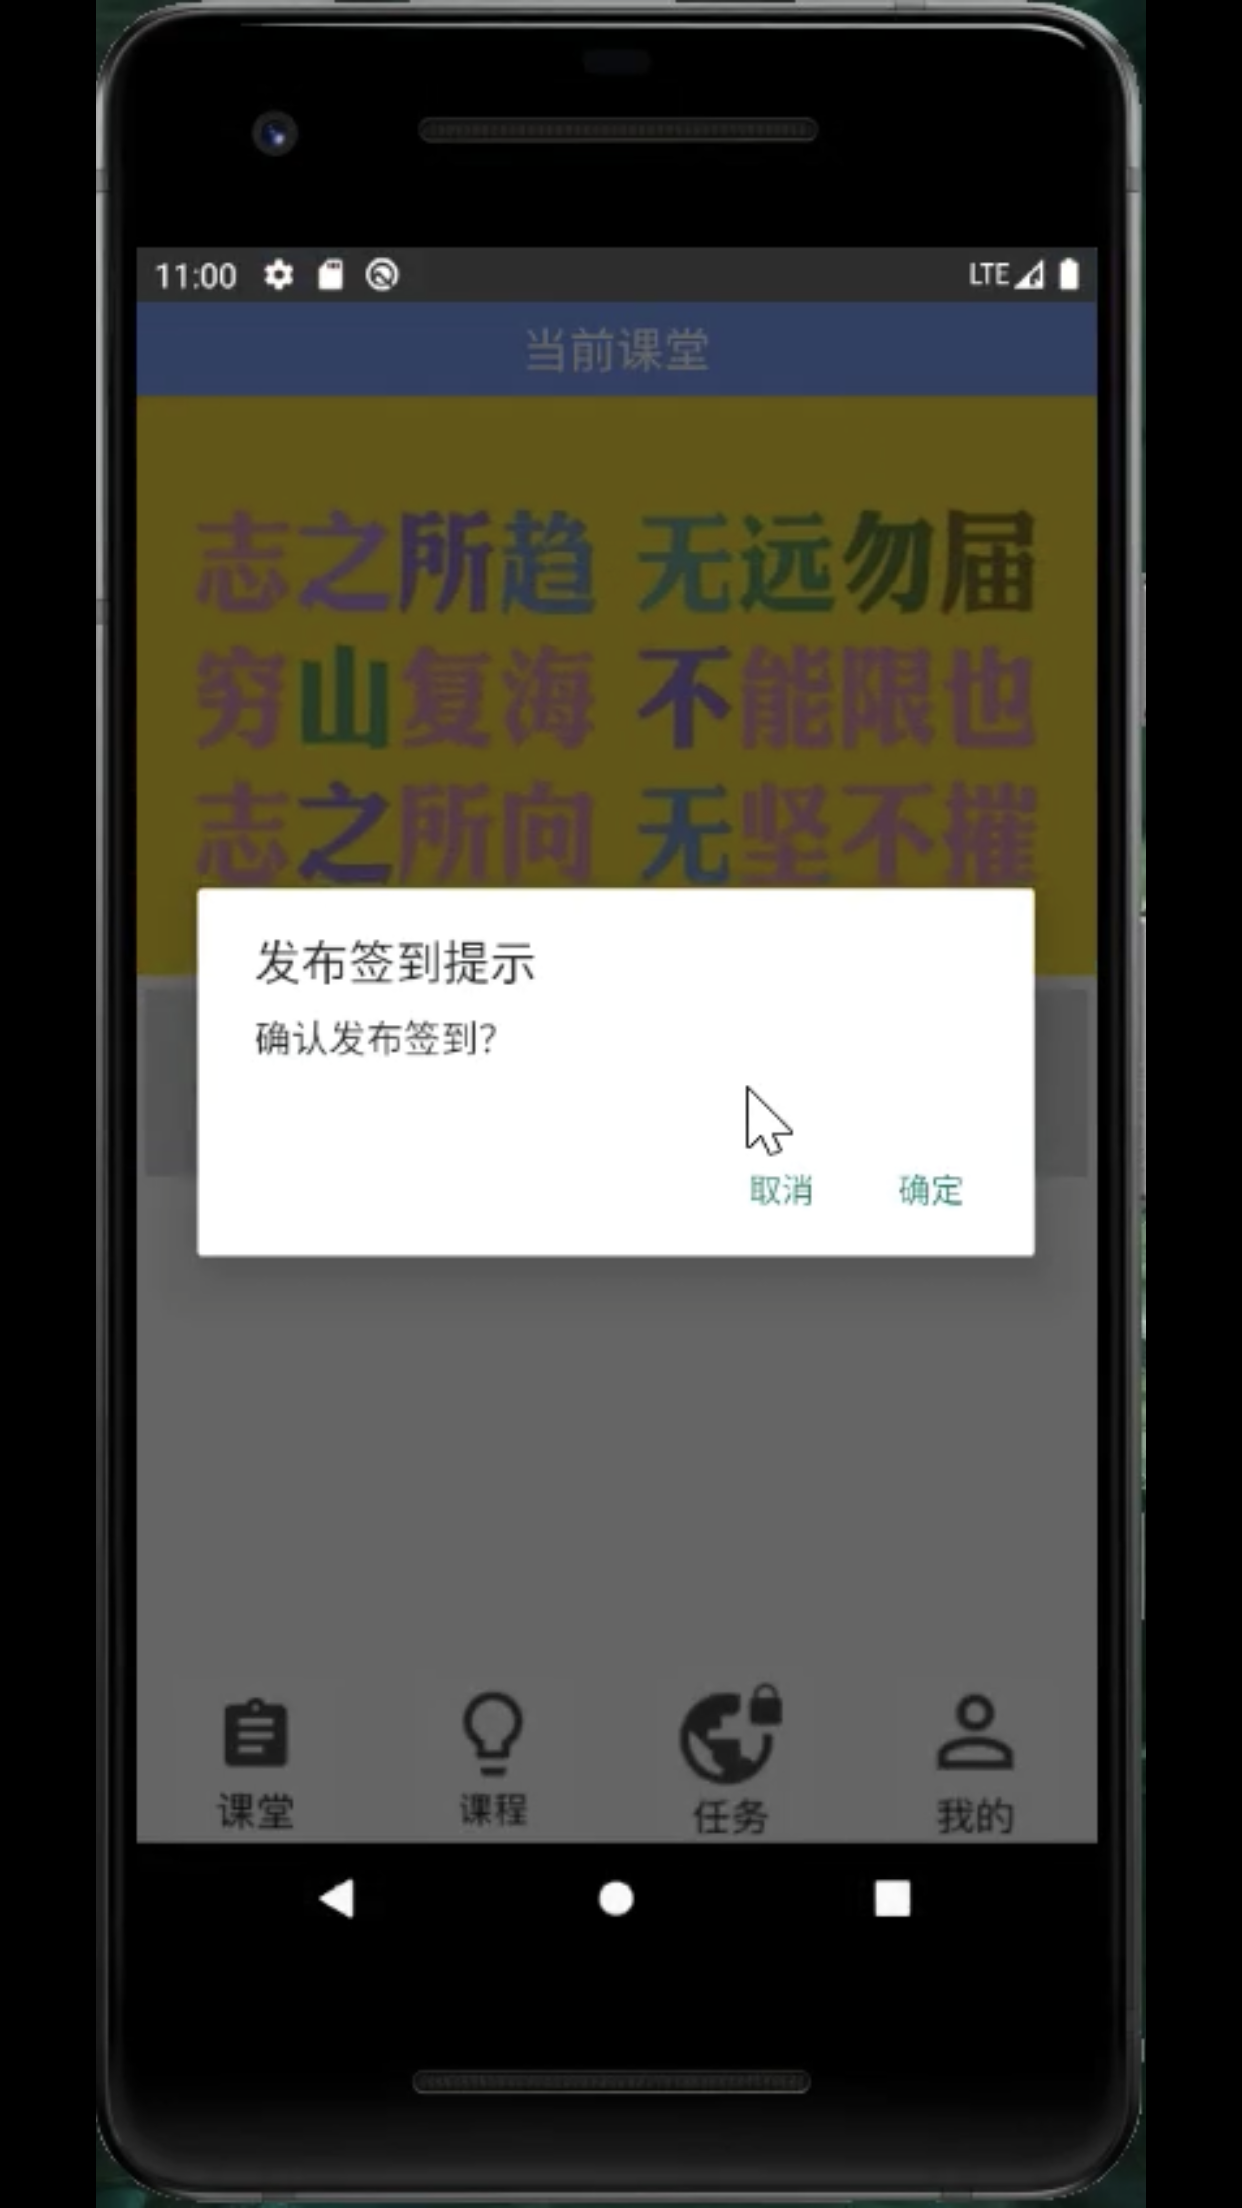 11:00 LTE
当前课堂
志之所趋 无远勿届
穷山复海 不能限也
志之所向 无坚不摧
发布签到提示
确认发布签到?
取消 确定
课堂 课程 任务 我的